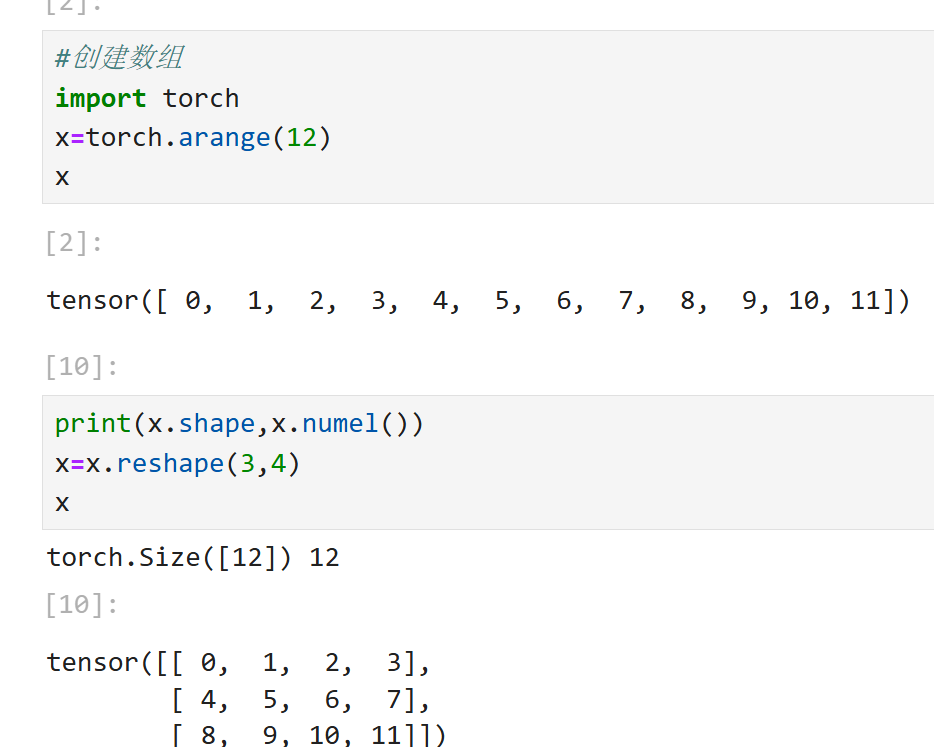 [2]:
#创建数组
import torch
x=torch.arange(12)
x
[2]:
tensor([ 0,  1,  2,  3,  4,  5,  6,  7,  8,  9, 10, 11])
[10]:
print(x.shape,x.numel())
x=x.reshape(3,4)
x
torch.Size([12]) 12
[10]:
tensor([[ 0,  1,  2,  3],
        [ 4,  5,  6,  7],
        [ 8,  9, 10, 11]])